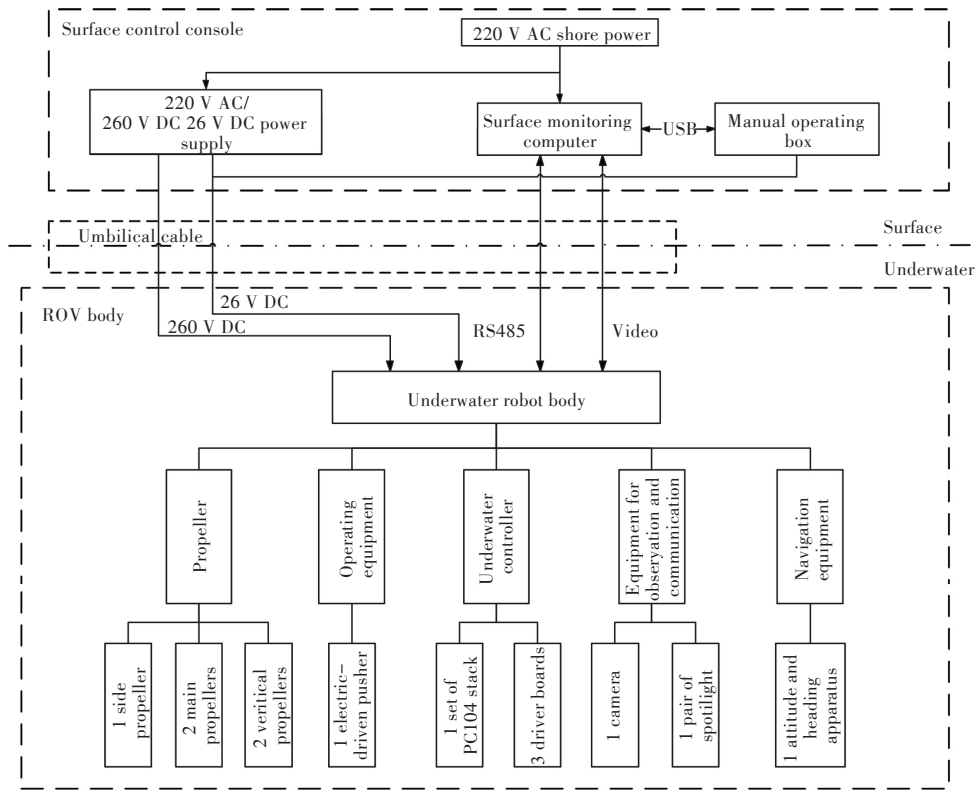 Surface control console
220 V AC shore power
220 V AC/
260 V DC 26 V DC power
supply
Surface monitoring
computer
USB
Manual operating
box
Umbilical cable
Surface
Underwater
ROV body
26 V DC
260 V DC
RS485
Video
Underwater robot body
Propeller
Operating
equipment
Underwater
controller
Equipment for
obseryation and
communication
Navigation
equipment
1 side
propeller
2 main
propellers
2 veritical propellers
1 electric-
driven pusher
1 set of
PC104 stack
3 driver boards
1 camera
1 pair of
spotilight
1 attitude and
heading
apparatus